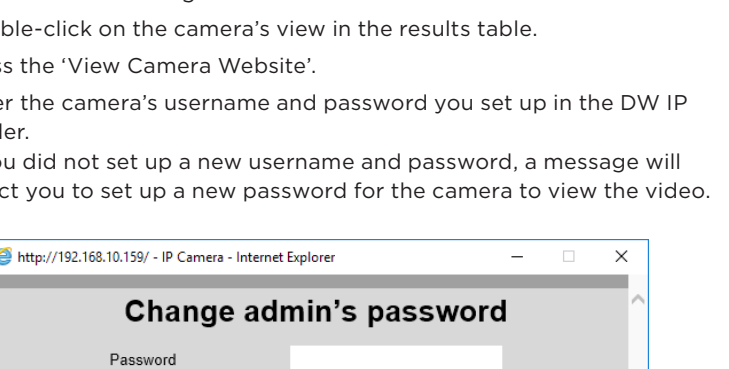 ble-click on the camera’s view in the results table.
ss the ‘View Camera Website’.
er the camera’s username and password you set up in the DW IP
ler.
ou did not set up a new username and password, a message will
ct you to set up a new password for the camera to view the video.
http://192.168.10.159/ - IP Camera - Internet Explorer
Change admin’s password
Password